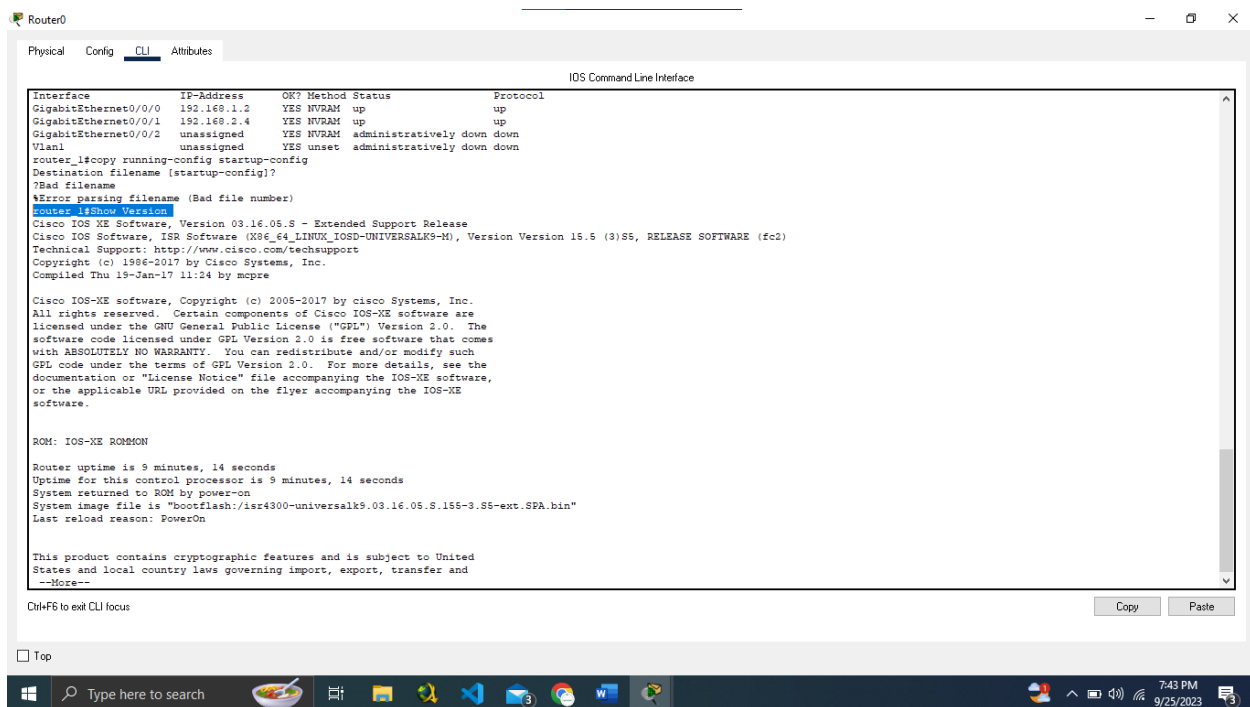 Router0
Physical Config CLI Attributes
IOS Command Line Interface
Interface IP-Address OK? Method Status Protocol
GigabitEthernet0/0/0 192.168.1.2 YES NVRAM up up
GigabitEthernet0/0/1 192.168.2.4 YES NVRAM up up
GigabitEthernet0/0/2 unassigned YES NVRAM administratively down down
Vlan1 unassigned YES unset administratively down down
router_1#copy running-config startup-config
Destination filename [startup-config]?
?Bad filename
%Error parsing filename (Bad file number)
router_1#Show Version
Cisco IOS XE Software, Version 03.16.05.S - Extended Support Release
Cisco IOS Software, ISR Software (X86_64_LINUX_IOSD-UNIVERSALK9-M), Version Version 15.5 (3)S5, RELEASE SOFTWARE (fc2)
Technical Support: http://www.cisco.com/techsupport
Copyright (c) 1986-2017 by Cisco Systems, Inc.
Compiled Thu 19-Jan-17 11:24 by mcpre
Cisco IOS-XE software, Copyright (c) 2005-2017 by cisco Systems, Inc.
All rights reserved. Certain components of Cisco IOS-XE software are
licensed under the GNU General Public License ("GPL") Version 2.0. The
software code licensed under GPL Version 2.0 is free software that comes
with ABSOLUTELY NO WARRANTY. You can redistribute and/or modify such
GPL code under the terms of GPL Version 2.0. For more details, see the
documentation or "License Notice" file accompanying the IOS-XE software,
or the applicable URL provided on the flyer accompanying the IOS-XE
software.
ROM: IOS-XE ROMMON
Router uptime is 9 minutes, 14 seconds
Uptime for this control processor is 9 minutes, 14 seconds
System returned to ROM by power-on
System image file is "bootflash:/isr4300-universalk9.03.16.05.S.155-3.S5-ext.SPA.bin"
Last reload reason: PowerOn
This product contains cryptographic features and is subject to United
States and local country laws governing import, export, transfer and
--More--
Ctrl+F6 to exit CLI focus
Copy Paste
Top
Type here to search
7:43 PM
9/25/2023